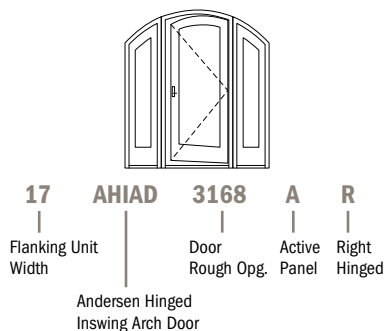 17 AHIAD 3168 A R
Flanking Unit Width
Door Rough Opg.
Active Panel
Right Hinged
Andersen Hinged
Inswing Arch Door